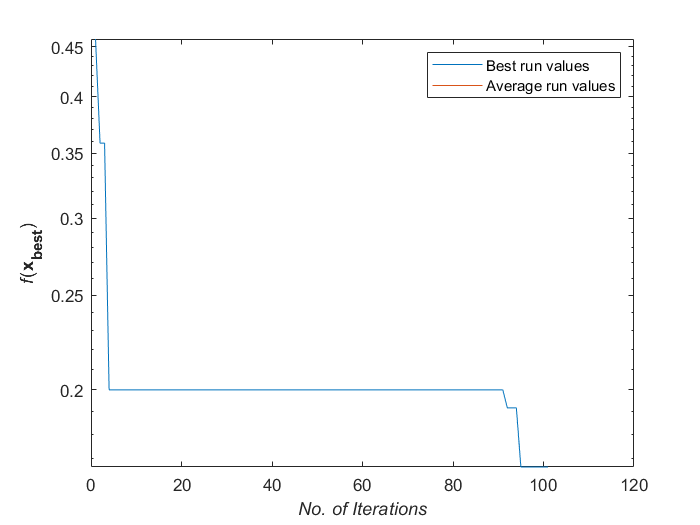 0.45
0.4
0.35
0.3
0.25
0.2
f(x_best)
Best run values
Average run values
0 20 40 60 80 100 120
No. of Iterations